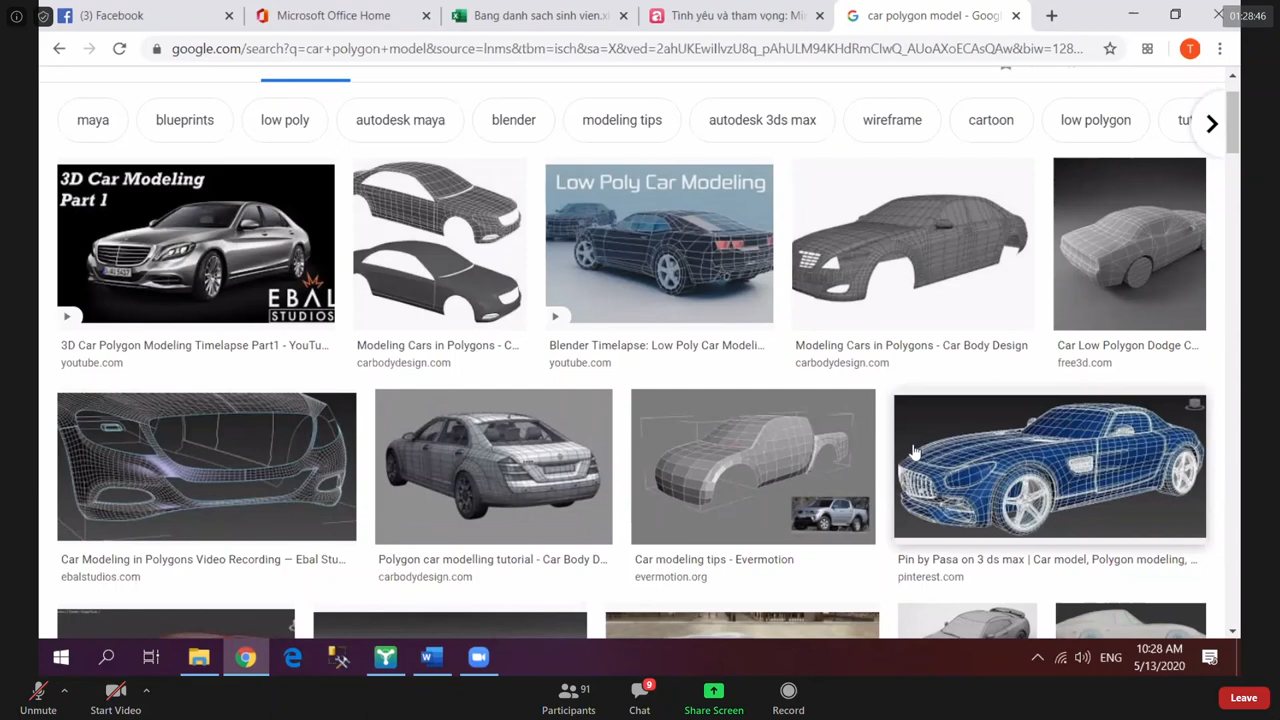 (3) Facebook
Microsoft Office Home
Bang danh sach sinh vien.xl
Tình yêu và tham vọng: Mi
car polygon model - Goog
01:28:46
google.com/search?q=car+polygon+model&source=lnms&tbm=isch&sa=X&ved=2ahUKEwiIlvzU8q_pAhULM94KHdRmClwQ_AUoAXoECAsQAw&biw=128...
T
maya
blueprints
low poly
autodesk maya
blender
modeling tips
autodesk 3ds max
wireframe
cartoon
low polygon
tut
3D Car Modeling
Part 1
EBAL
STUDIOS
Low Poly Car Modeling
3D Car Polygon Modeling Timelapse Part1 - YouTu...
youtube.com
Modeling Cars in Polygons - C...
carbodydesign.com
Blender Timelapse: Low Poly Car Modeli...
youtube.com
Modeling Cars in Polygons - Car Body Design
carbodydesign.com
Car Low Polygon Dodge C...
free3d.com
Car Modeling in Polygons Video Recording — Ebal Stu...
ebalstudios.com
Polygon car modelling tutorial - Car Body D...
carbodydesign.com
Car modeling tips - Evermotion
evermotion.org
Pin by Pasa on 3 ds max | Car model, Polygon modeling, ...
pinterest.com
ENG
10:28 AM
5/13/2020
Unmute
Start Video
91
Participants
9
Chat
Share Screen
Record
Leave